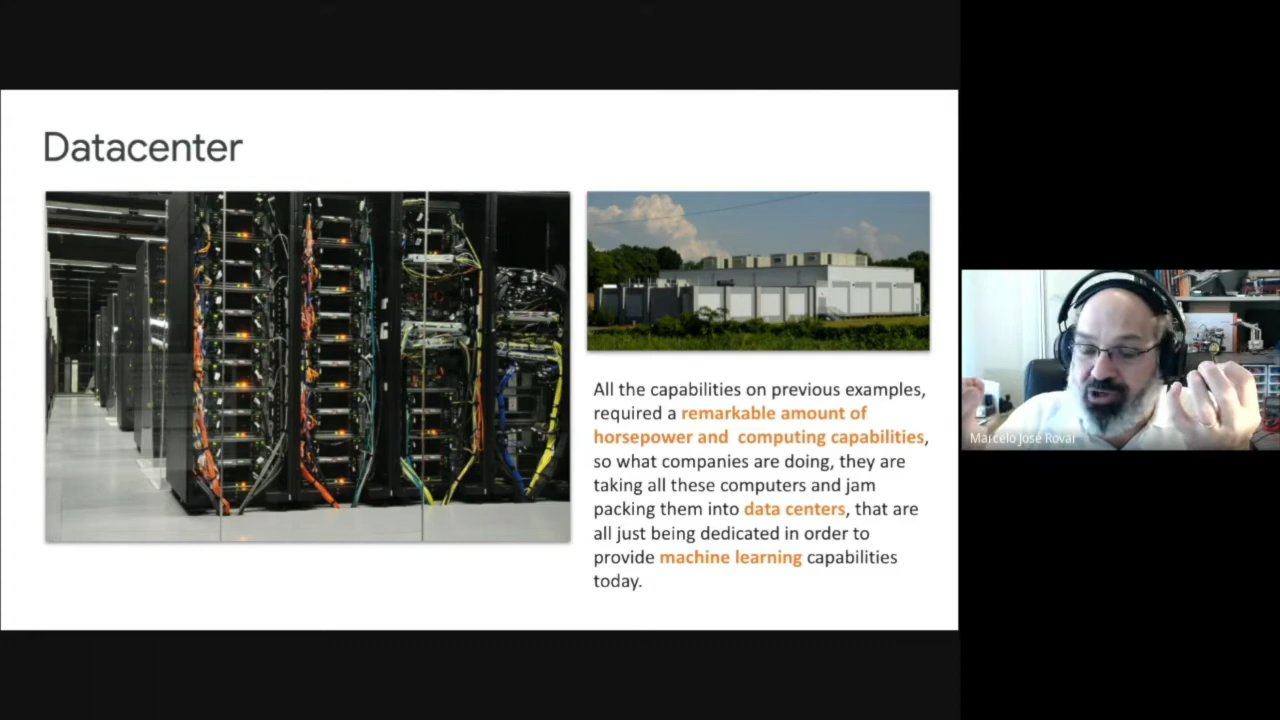 Datacenter
All the capabilities on previous examples,
required a remarkable amount of
horsepower and computing capabilities,
so what companies are doing, they are
taking all these computers and jam
packing them into data centers, that are
all just being dedicated in order to
provide machine learning capabilities
today.
Marcelo José Rovai